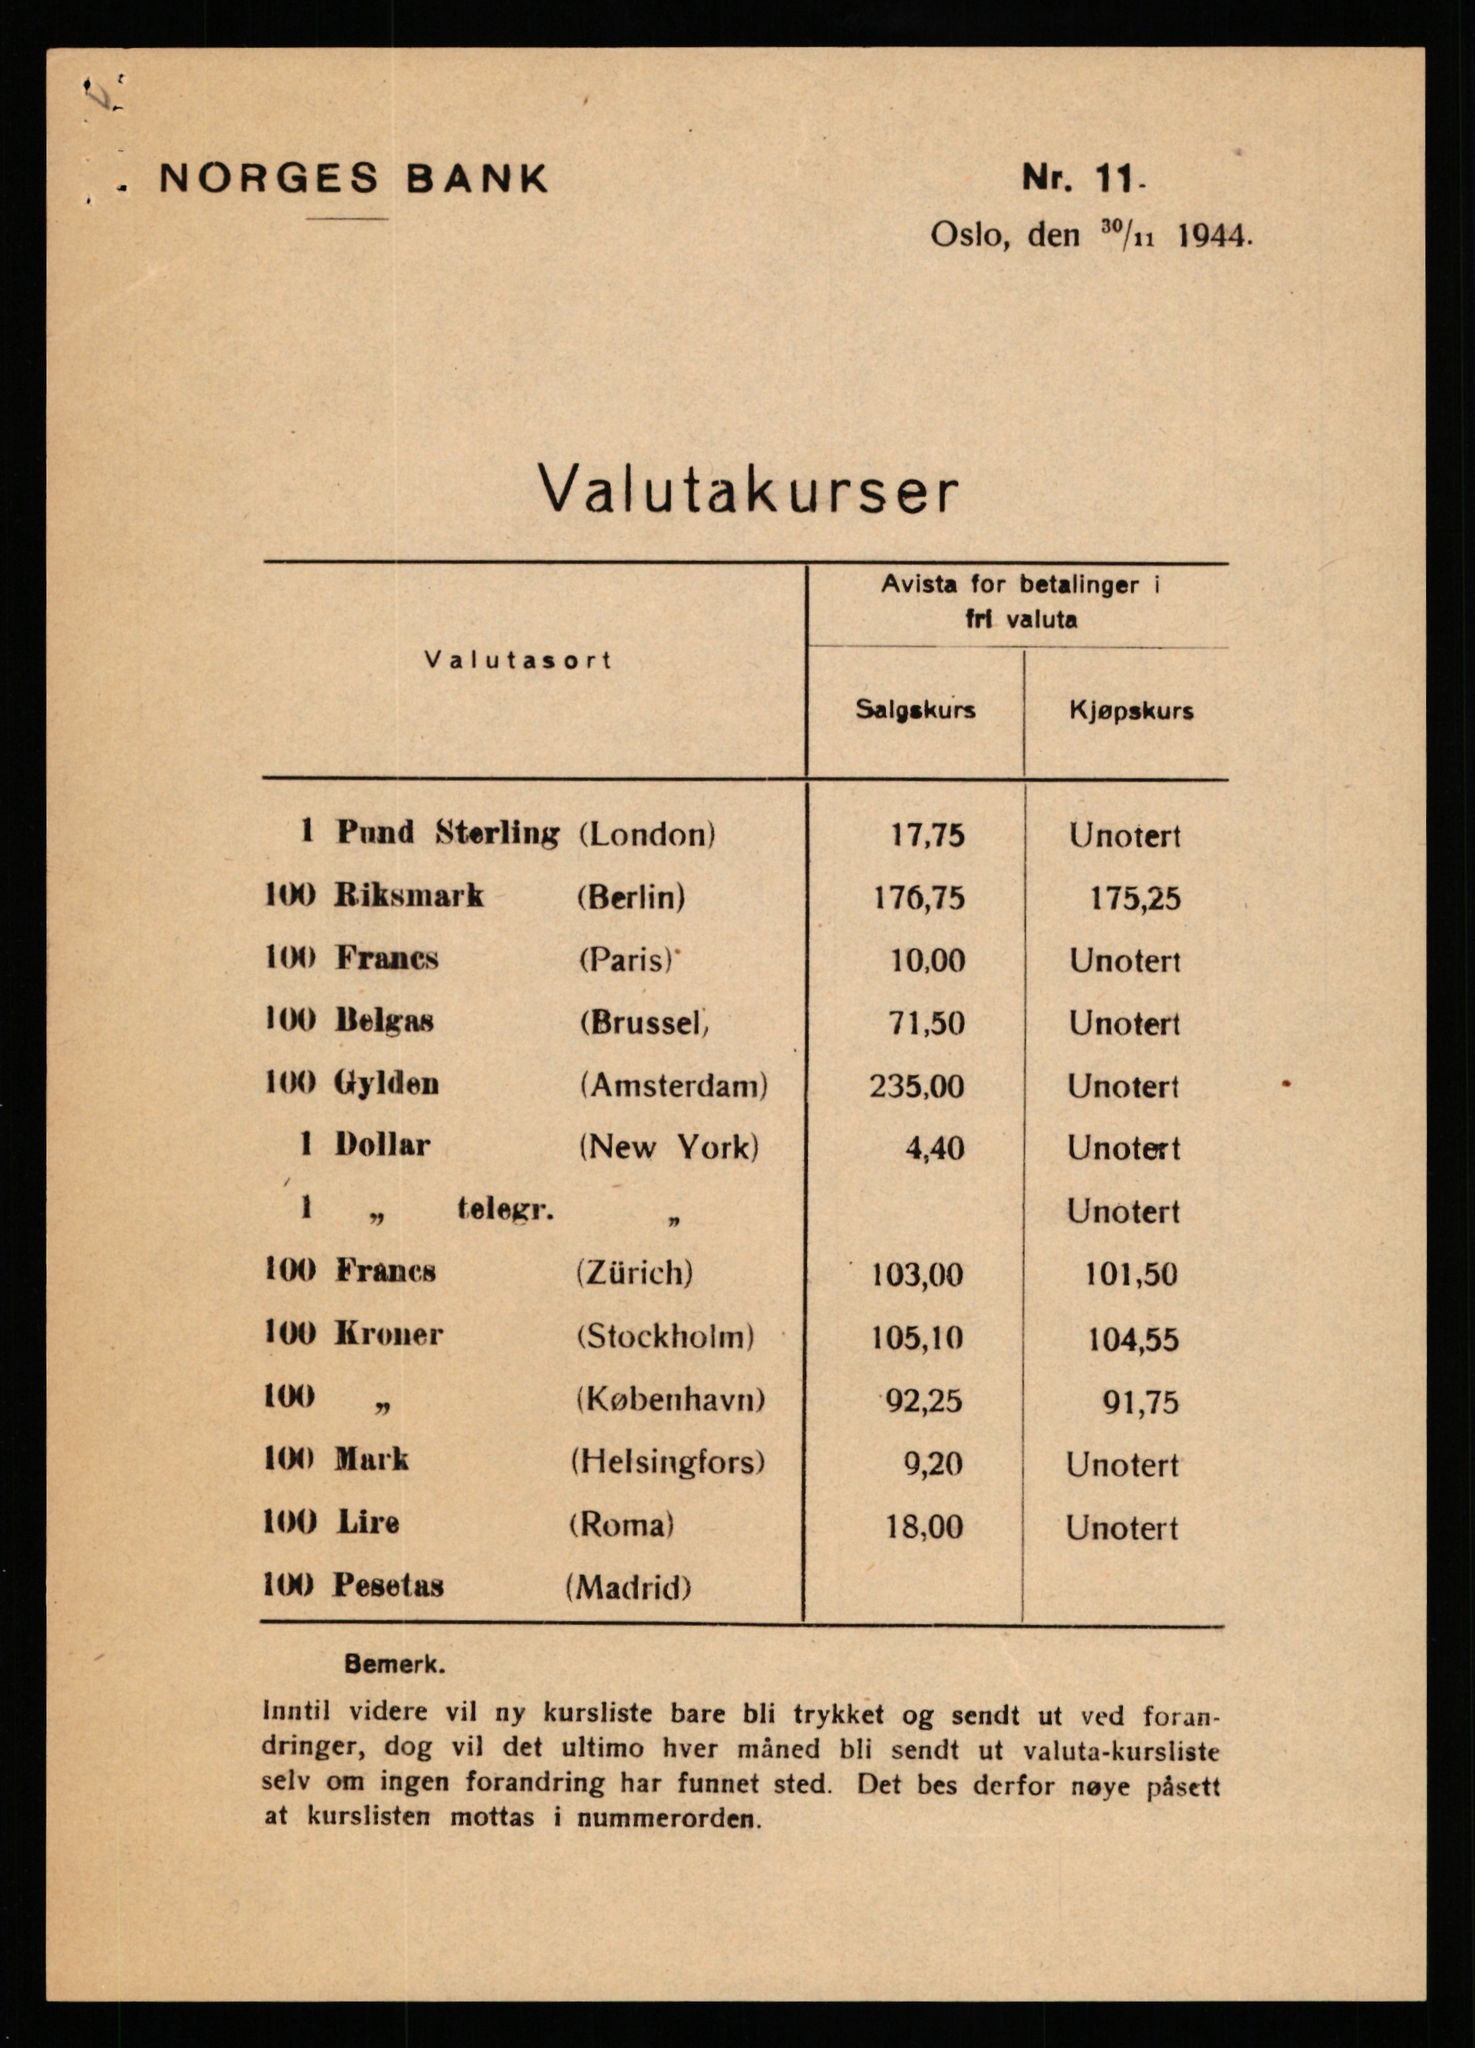 NORGES BANK
Nr. 11.
Oslo, den 30/11 1944.
Valutakurser
Valutasort
Avista for betalinger i
fri valuta
Salgskurs Kjøpskurs
1 Pund Sterling (London) 17,75 Unotert
100 Riksmark (Berlin) 176,75 175,25
100 Francs (Paris) 10,00 Unotert
100 Belgas (Brussel) 71,50 Unotert
100 Gylden (Amsterdam) 235,00 Unotert
1 Dollar (New York) 4,40 Unotert
1 „ telegr. „ Unotert
100 Francs (Zürich) 103,00 101,50
100 Kroner (Stockholm) 105,10 104,55
100 „ (København) 92,25 91,75
100 Mark (Helsingfors) 9,20 Unotert
100 Lire (Roma) 18,00 Unotert
100 Pesetas (Madrid)
Bemerk.
Inntil videre vil ny kursliste bare bli trykket og sendt ut ved foran-
dringer, dog vil det ultimo hver måned bli sendt ut valuta-kursliste
selv om ingen forandring har funnet sted. Det bes derfor nøye påsett
at kurslisten mottas i nummerorden.